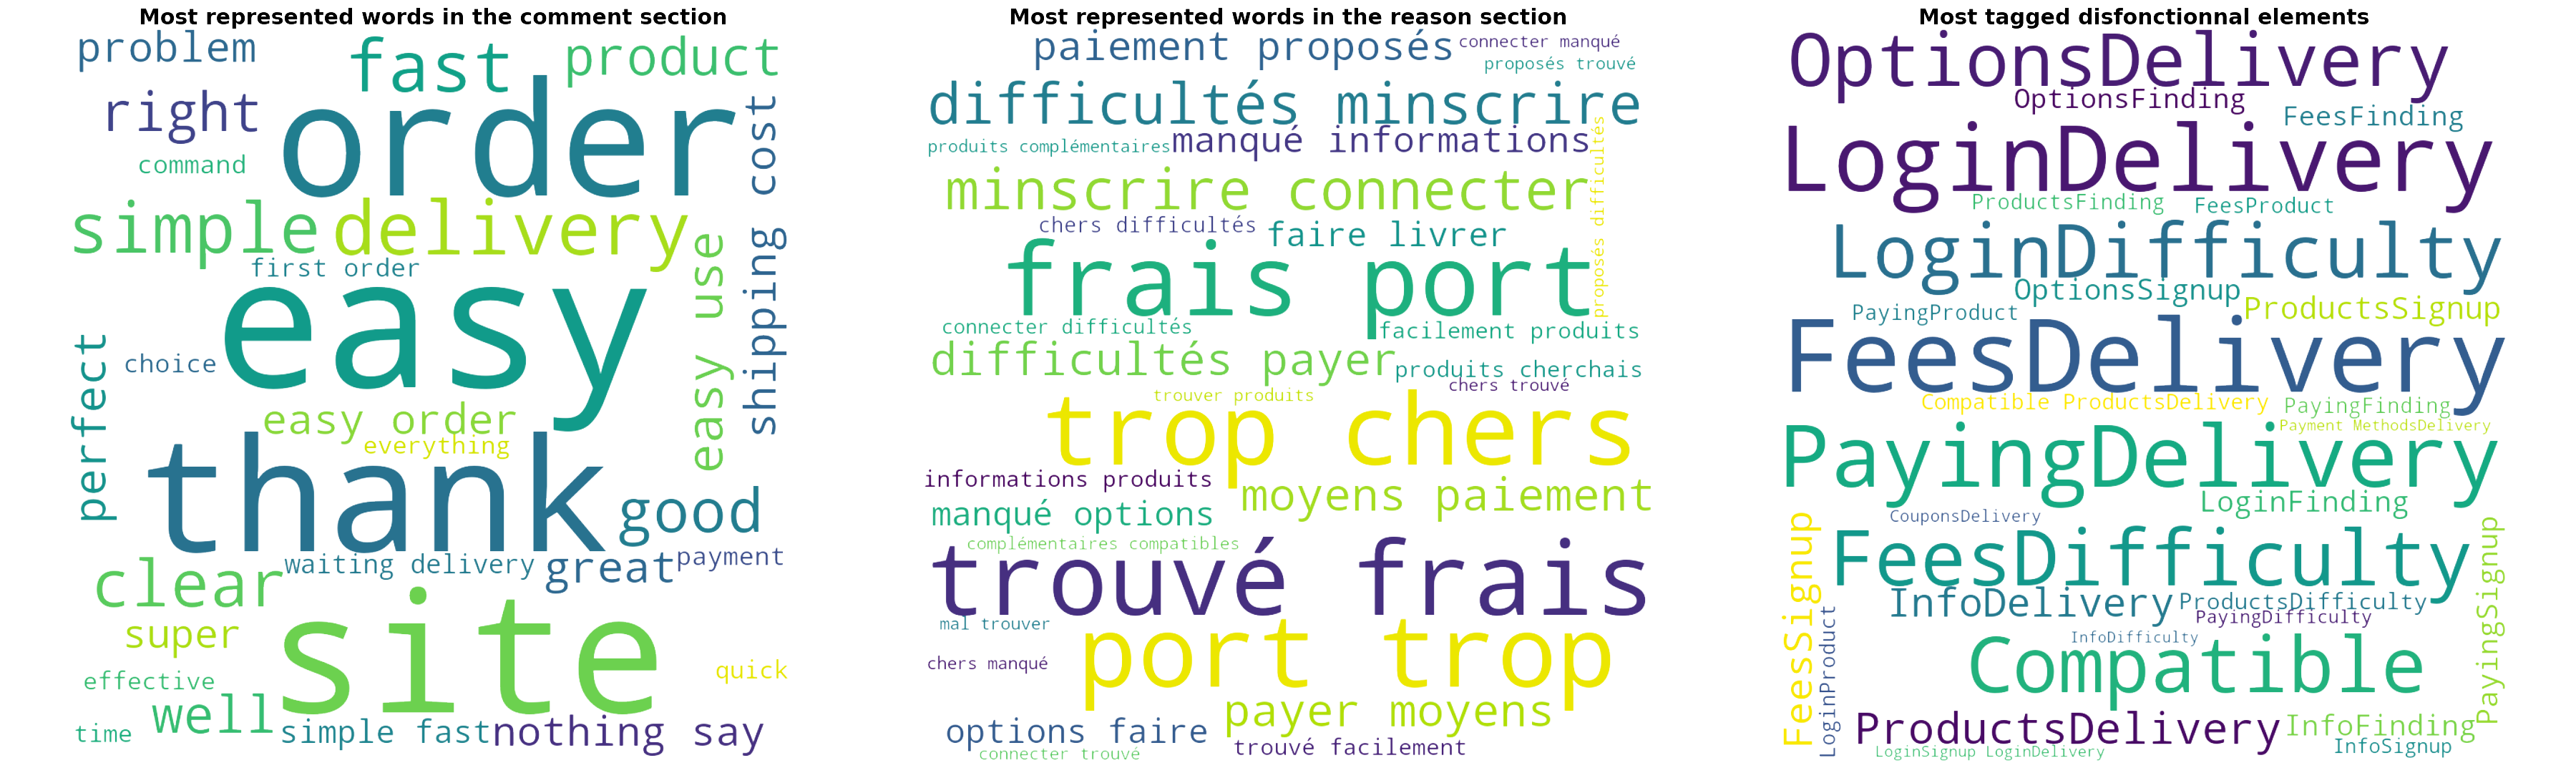 Most represented words in the comment section
problem
fast
product
right
order
command
shipping cost
simple
delivery
first order
easy use
easy
perfect
choice
easy order
everything
thank
good
clear
waiting delivery
great
payment
site
super
effective
quick
well
time
simple fast
nothing say
Most represented words in the reason section
paiement proposés
connecter manqué
proposés trouvé
difficultés minscrire
produits complémentaires
manqué informations
proposés difficultés
minscrire connecter
chers difficultés
faire livrer
frais port
connecter difficultés
facilement produits
difficultés payer
produits cherchais
chers trouvé
trouver produits
trop chers
informations produits
moyens paiement
manqué options
complémentaires compatibles
trouvé frais
mal trouver
port trop
chers manqué
payer moyens
options faire
trouvé facilement
connecter trouvé
Most tagged disfonctionnal elements
OptionsDelivery
OptionsFinding
FeesFinding
LoginDelivery
ProductsFinding
FeesProduct
LoginDifficulty
OptionsSignup
PayingProduct
ProductsSignup
FeesDelivery
Compatible ProductsDelivery
PayingFinding
Payment MethodsDelivery
PayingDelivery
LoginFinding
CouponsDelivery
FeesSignup
FeesDifficulty
PayingSignup
InfoDelivery
ProductsDifficulty
PayingDifficulty
LoginProduct
InfoDifficulty
Compatible
ProductsDelivery
InfoFinding
InfoSignup
LoginSignup LoginDelivery